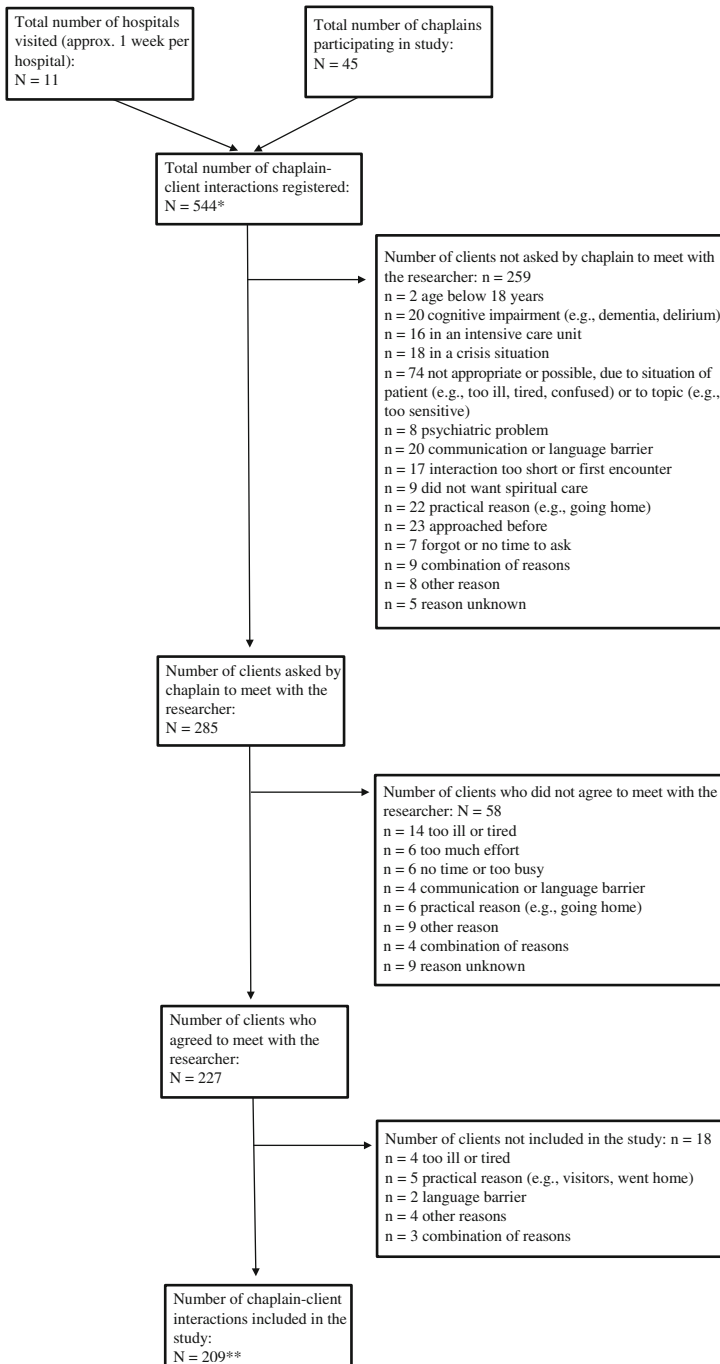 Total number of hospitals
visited (approx. 1 week per
hospital):
N = 11
Total number of chaplains
participating in study:
N = 45
Total number of chaplain-
client interactions registered:
N = 544*
Number of clients not asked by chaplain to meet with
the researcher: n = 259
n = 2 age below 18 years
n = 20 cognitive impairment (e.g., dementia, delirium)
n = 16 in an intensive care unit
n = 18 in a crisis situation
n = 74 not appropriate or possible, due to situation of
patient (e.g., too ill, tired, confused) or to topic (e.g.,
too sensitive)
n = 8 psychiatric problem
n = 20 communication or language barrier
n = 17 interaction too short or first encounter
n = 9 did not want spiritual care
n = 22 practical reason (e.g., going home)
n = 23 approached before
n = 7 forgot or no time to ask
n = 9 combination of reasons
n = 8 other reason
n = 5 reason unknown
Number of clients asked by
chaplain to meet with the
researcher:
N = 285
Number of clients who did not agree to meet with the
researcher: N = 58
n = 14 too ill or tired
n = 6 too much effort
n = 6 no time or too busy
n = 4 communication or language barrier
n = 6 practical reason (e.g., going home)
n = 9 other reason
n = 4 combination of reasons
n = 9 reason unknown
Number of clients who
agreed to meet with the
researcher:
N = 227
Number of clients not included in the study: n = 18
n = 4 too ill or tired
n = 5 practical reason (e.g., visitors, went home)
n = 2 language barrier
n = 4 other reasons
n = 3 combination of reasons
Number of chaplain-client
interactions included in the
study:
N = 209**